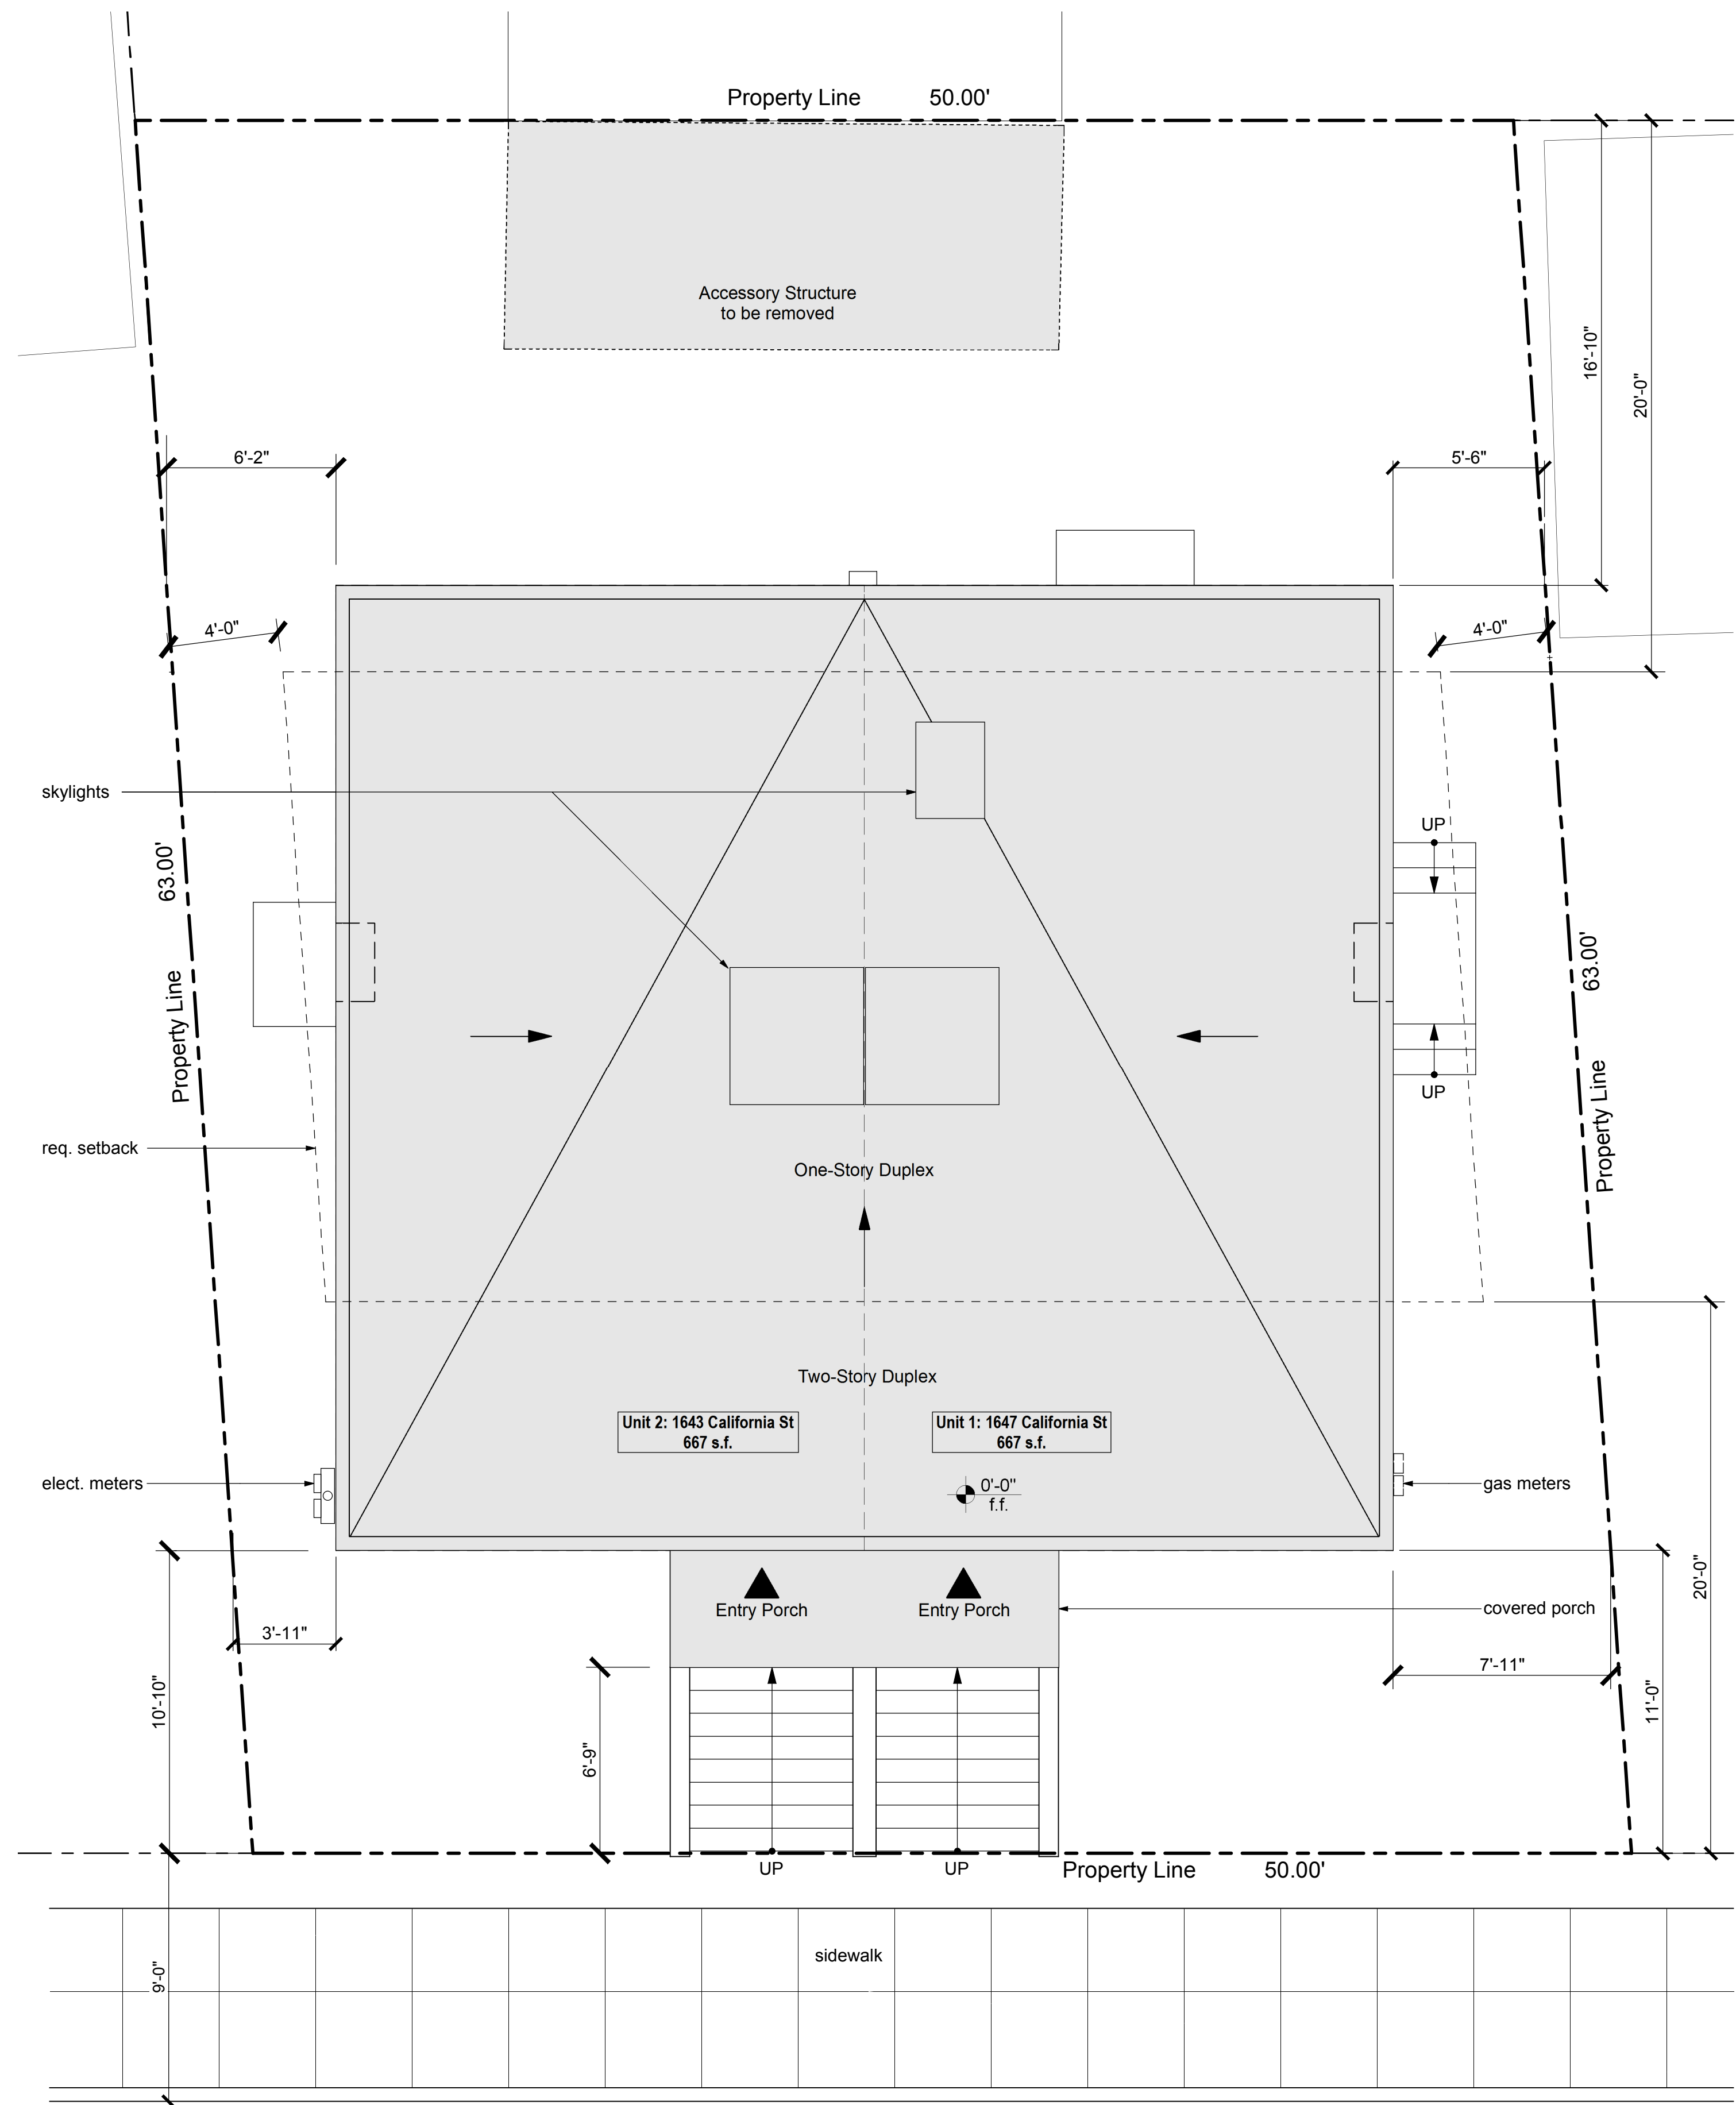 Property Line 50.00'
Accessory Structure
to be removed
16'-10"
20'-0"
6'-2"
5'-6"
4'-0"
4'-0"
skylights
UP
63.00'
Property Line
63.00'
Property Line
UP
req. setback
One-Story Duplex
Two-Story Duplex
Unit 2: 1643 California St
667 s.f.
Unit 1: 1647 California St
667 s.f.
elect. meters
0'-0"
f.f.
gas meters
20'-0"
Entry Porch
Entry Porch
covered porch
3'-11"
7'-11"
10'-10"
11'-0"
6'-9"
UP
UP
Property Line 50.00'
sidewalk
9'-0"